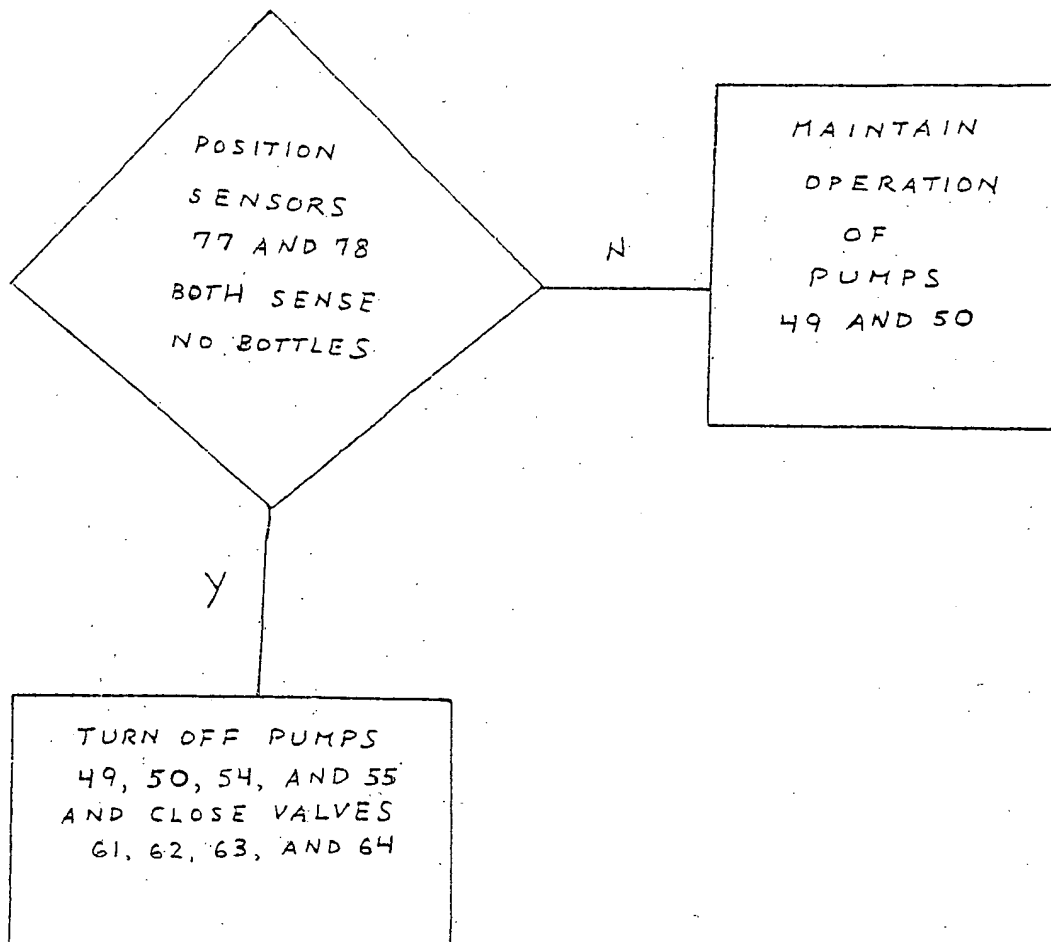 POSITION
SENSORS
77 AND 78
BOTH SENSE
NO BOTTLES
N
MAINTAIN
OPERATION
OF
PUMPS
49 AND 50
Y
TURN OFF PUMPS
49, 50, 54, AND 55
AND CLOSE VALVES
61, 62, 63, AND 64